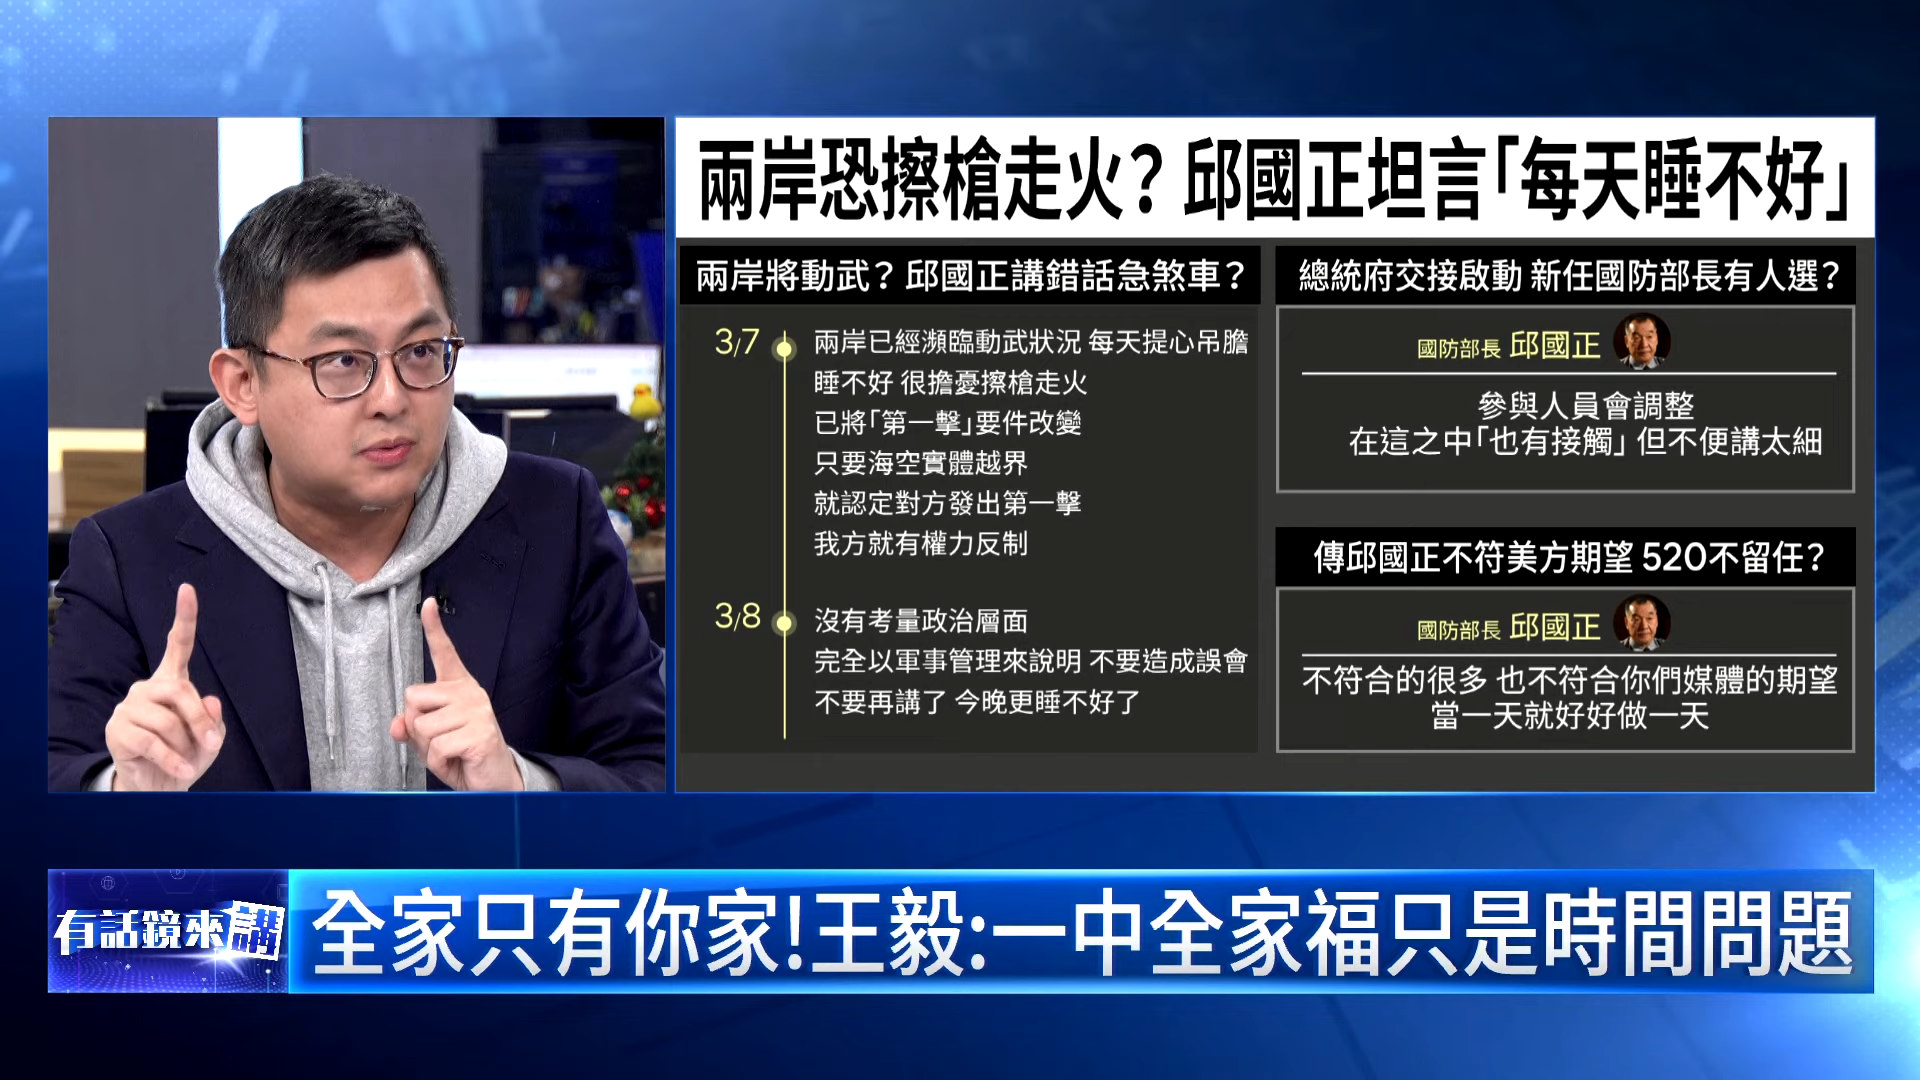 兩岸恐擦槍走火？邱國正坦言「每天睡不好」
兩岸將動武？邱國正講錯話急煞車？
3/7
兩岸已經瀕臨動武狀況 每天提心吊膽
睡不好 很擔憂擦槍走火
已將「第一擊」要件改變
只要海空實體越界
就認定對方發出第一擊
我方就有權力反制
3/8
沒有考量政治層面
完全以軍事管理來說明 不要造成誤會
不要再講了 今晚更睡不好了
總統府交接啟動 新任國防部長有人選？
國防部長 邱國正
參與人員會調整
在這之中「也有接觸」但不便講太細
傳邱國正不符美方期望 520不留任？
國防部長 邱國正
不符合的很多 也不符合你們媒體的期望
當一天就好好做一天
有話鏡來講
全家只有你家!王毅:一中全家福只是時間問題